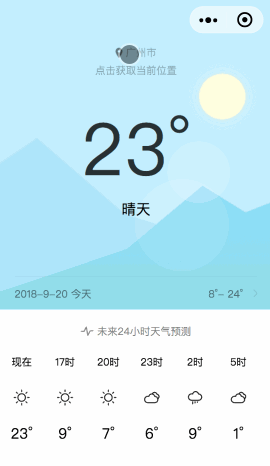 州市
点击获取当前位置
23°
晴天
2018-9-20 今天 8°- 24°
未来24小时天气预测
现在 17时 20时 23时 2时 5时
23° 9° 7° 6° 9° 1°